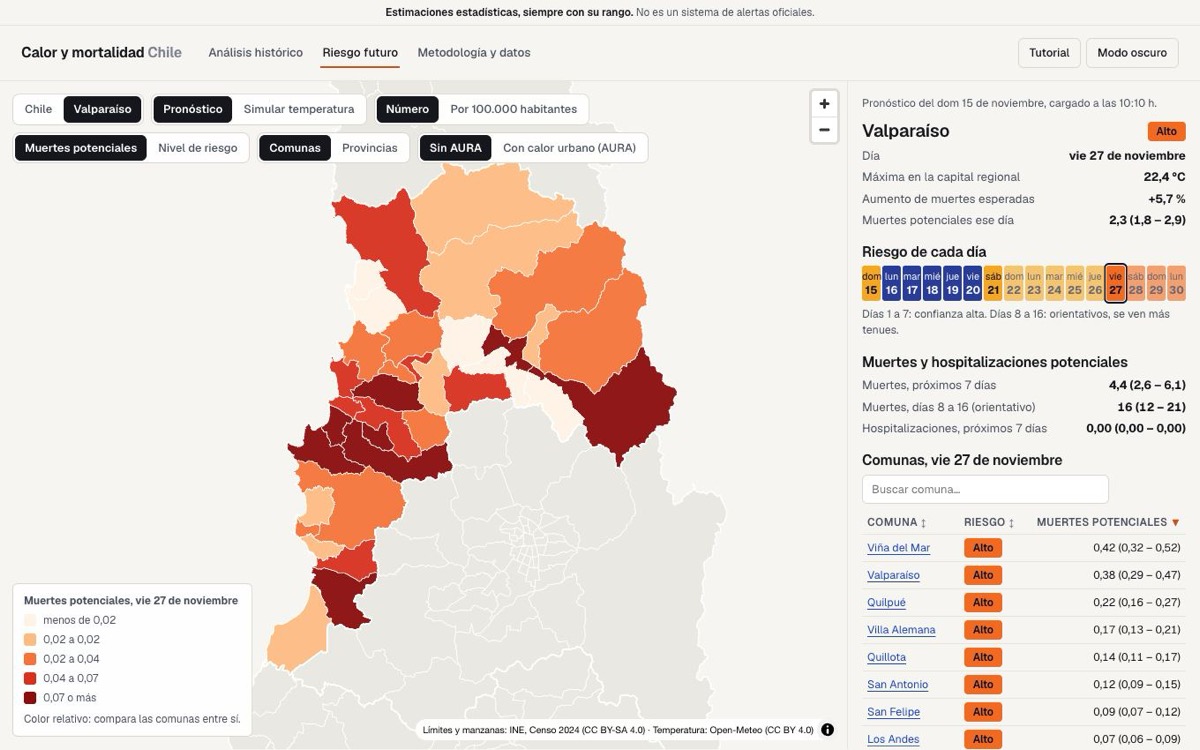 Estimaciones estadísticas, siempre con su rango. No es un sistema de alertas oficiales.
Calor y mortalidad Chile
Análisis histórico
Riesgo futuro
Metodología y datos
Tutorial
Modo oscuro
Chile
Valparaíso
Pronóstico
Simular temperatura
Número
Por 100.000 habitantes
Muertes potenciales
Nivel de riesgo
Comunas
Provincias
Sin AURA
Con calor urbano (AURA)
+
−
Muertes potenciales, vie 27 de noviembre
menos de 0,02
0,02 a 0,02
0,02 a 0,04
0,04 a 0,07
0,07 o más
Color relativo: compara las comunas entre sí.
Límites y manzanas: INE, Censo 2024 (CC BY-SA 4.0) · Temperatura: Open-Meteo (CC BY 4.0)
Pronóstico del dom 15 de noviembre, cargado a las 10:10 h.
Valparaíso Alto
Día vie 27 de noviembre
Máxima en la capital regional 22,4 °C
Aumento de muertes esperadas +5,7 %
Muertes potenciales ese día 2,3 (1,8 – 2,9)
Riesgo de cada día
dom lun mar mié jue vie sáb dom lun mar mié jue vie sáb dom lun
15 16 17 18 19 20 21 22 23 24 25 26 27 28 29 30
Días 1 a 7: confianza alta. Días 8 a 16: orientativos, se ven más
tenues.
Muertes y hospitalizaciones potenciales
Muertes, próximos 7 días 4,4 (2,6 – 6,1)
Muertes, días 8 a 16 (orientativo) 16 (12 – 21)
Hospitalizaciones, próximos 7 días 0,00 (0,00 – 0,00)
Comunas, vie 27 de noviembre
Buscar comuna…
COMUNA ↕ RIESGO ↕ MUERTES POTENCIALES ▼
Viña del Mar Alto 0,42 (0,32 – 0,52)
Valparaíso Alto 0,38 (0,29 – 0,47)
Quilpué Alto 0,22 (0,16 – 0,27)
Villa Alemana Alto 0,17 (0,13 – 0,21)
Quillota Alto 0,14 (0,11 – 0,17)
San Antonio Alto 0,12 (0,09 – 0,15)
San Felipe Alto 0,09 (0,07 – 0,12)
Los Andes Alto 0,07 (0,06 – 0,09)